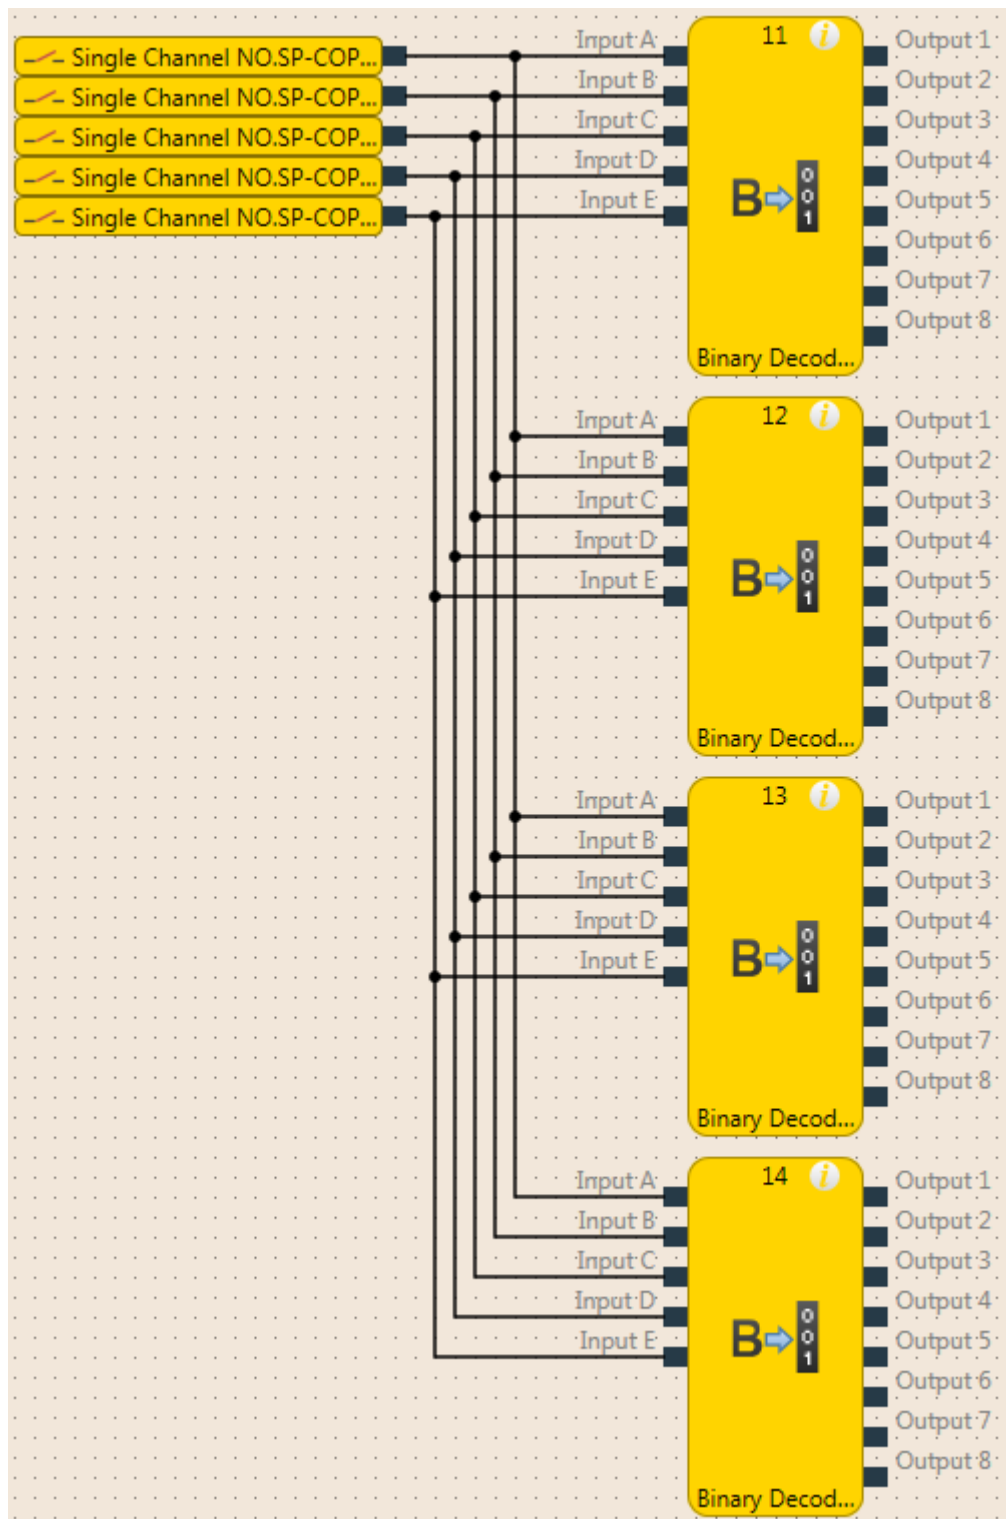 Single Channel NO.SP-COP...
Single Channel NO.SP-COP...
Single Channel NO.SP-COP...
Single Channel NO.SP-COP...
Single Channel NO.SP-COP...
11 i
Input A
Input B
Input C
Input D
Input E
B 0
0
1
Binary Decod...
Output 1
Output 2
Output 3
Output 4
Output 5
Output 6
Output 7
Output 8
12 i
Input A
Input B
Input C
Input D
Input E
B 0
0
1
Binary Decod...
Output 1
Output 2
Output 3
Output 4
Output 5
Output 6
Output 7
Output 8
13 i
Input A
Input B
Input C
Input D
Input E
B 0
0
1
Binary Decod...
Output 1
Output 2
Output 3
Output 4
Output 5
Output 6
Output 7
Output 8
14 i
Input A
Input B
Input C
Input D
Input E
B 0
0
1
Binary Decod...
Output 1
Output 2
Output 3
Output 4
Output 5
Output 6
Output 7
Output 8